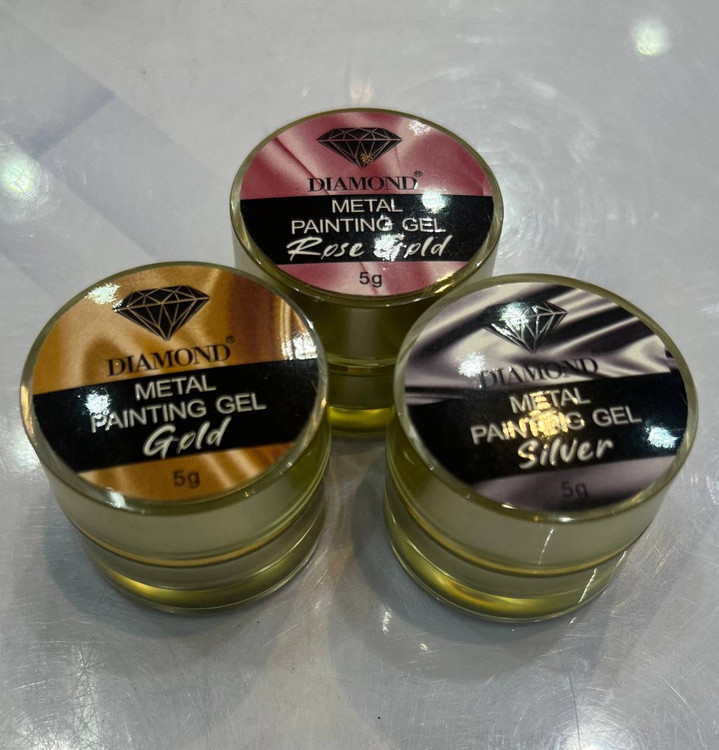 DIAMOND®
METAL
PAINTING GEL
Rose Gold
5g
DIAMOND®
METAL
PAINTING GEL
Gold
5g
DIAMOND
METAL
PAINTING GEL
Silver
5g